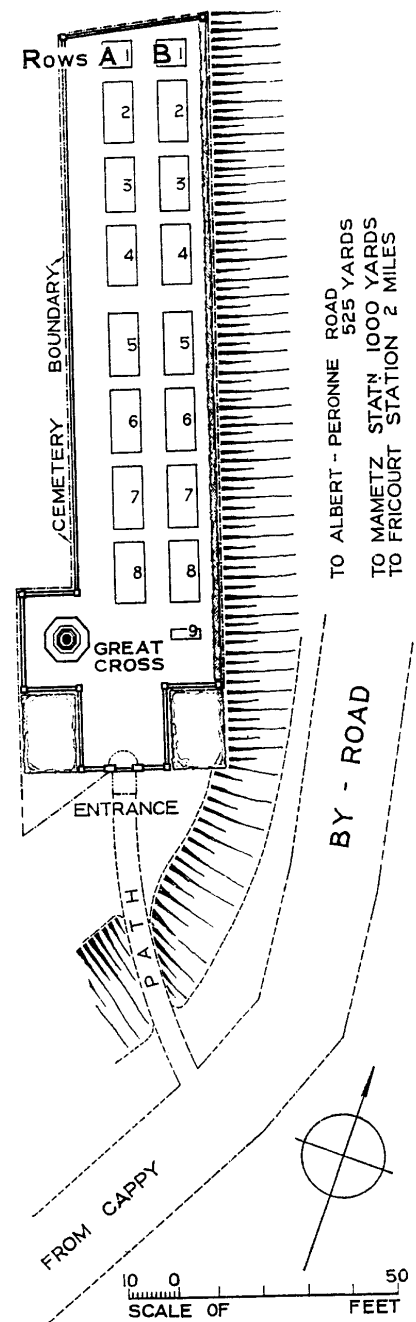 ROWS A 1 B 1
2 2
3 3
4 4
5 5
6 6
7 7
8 8
9
CEMETERY BOUNDARY
GREAT
CROSS
ENTRANCE
PATH
TO ALBERT - PERONNE ROAD
525 YARDS
TO MAMETZ STATN 1000 YARDS
TO FRICOURT STATION 2 MILES
BY - ROAD
FROM CAPPY
10 0 50
SCALE OF FEET